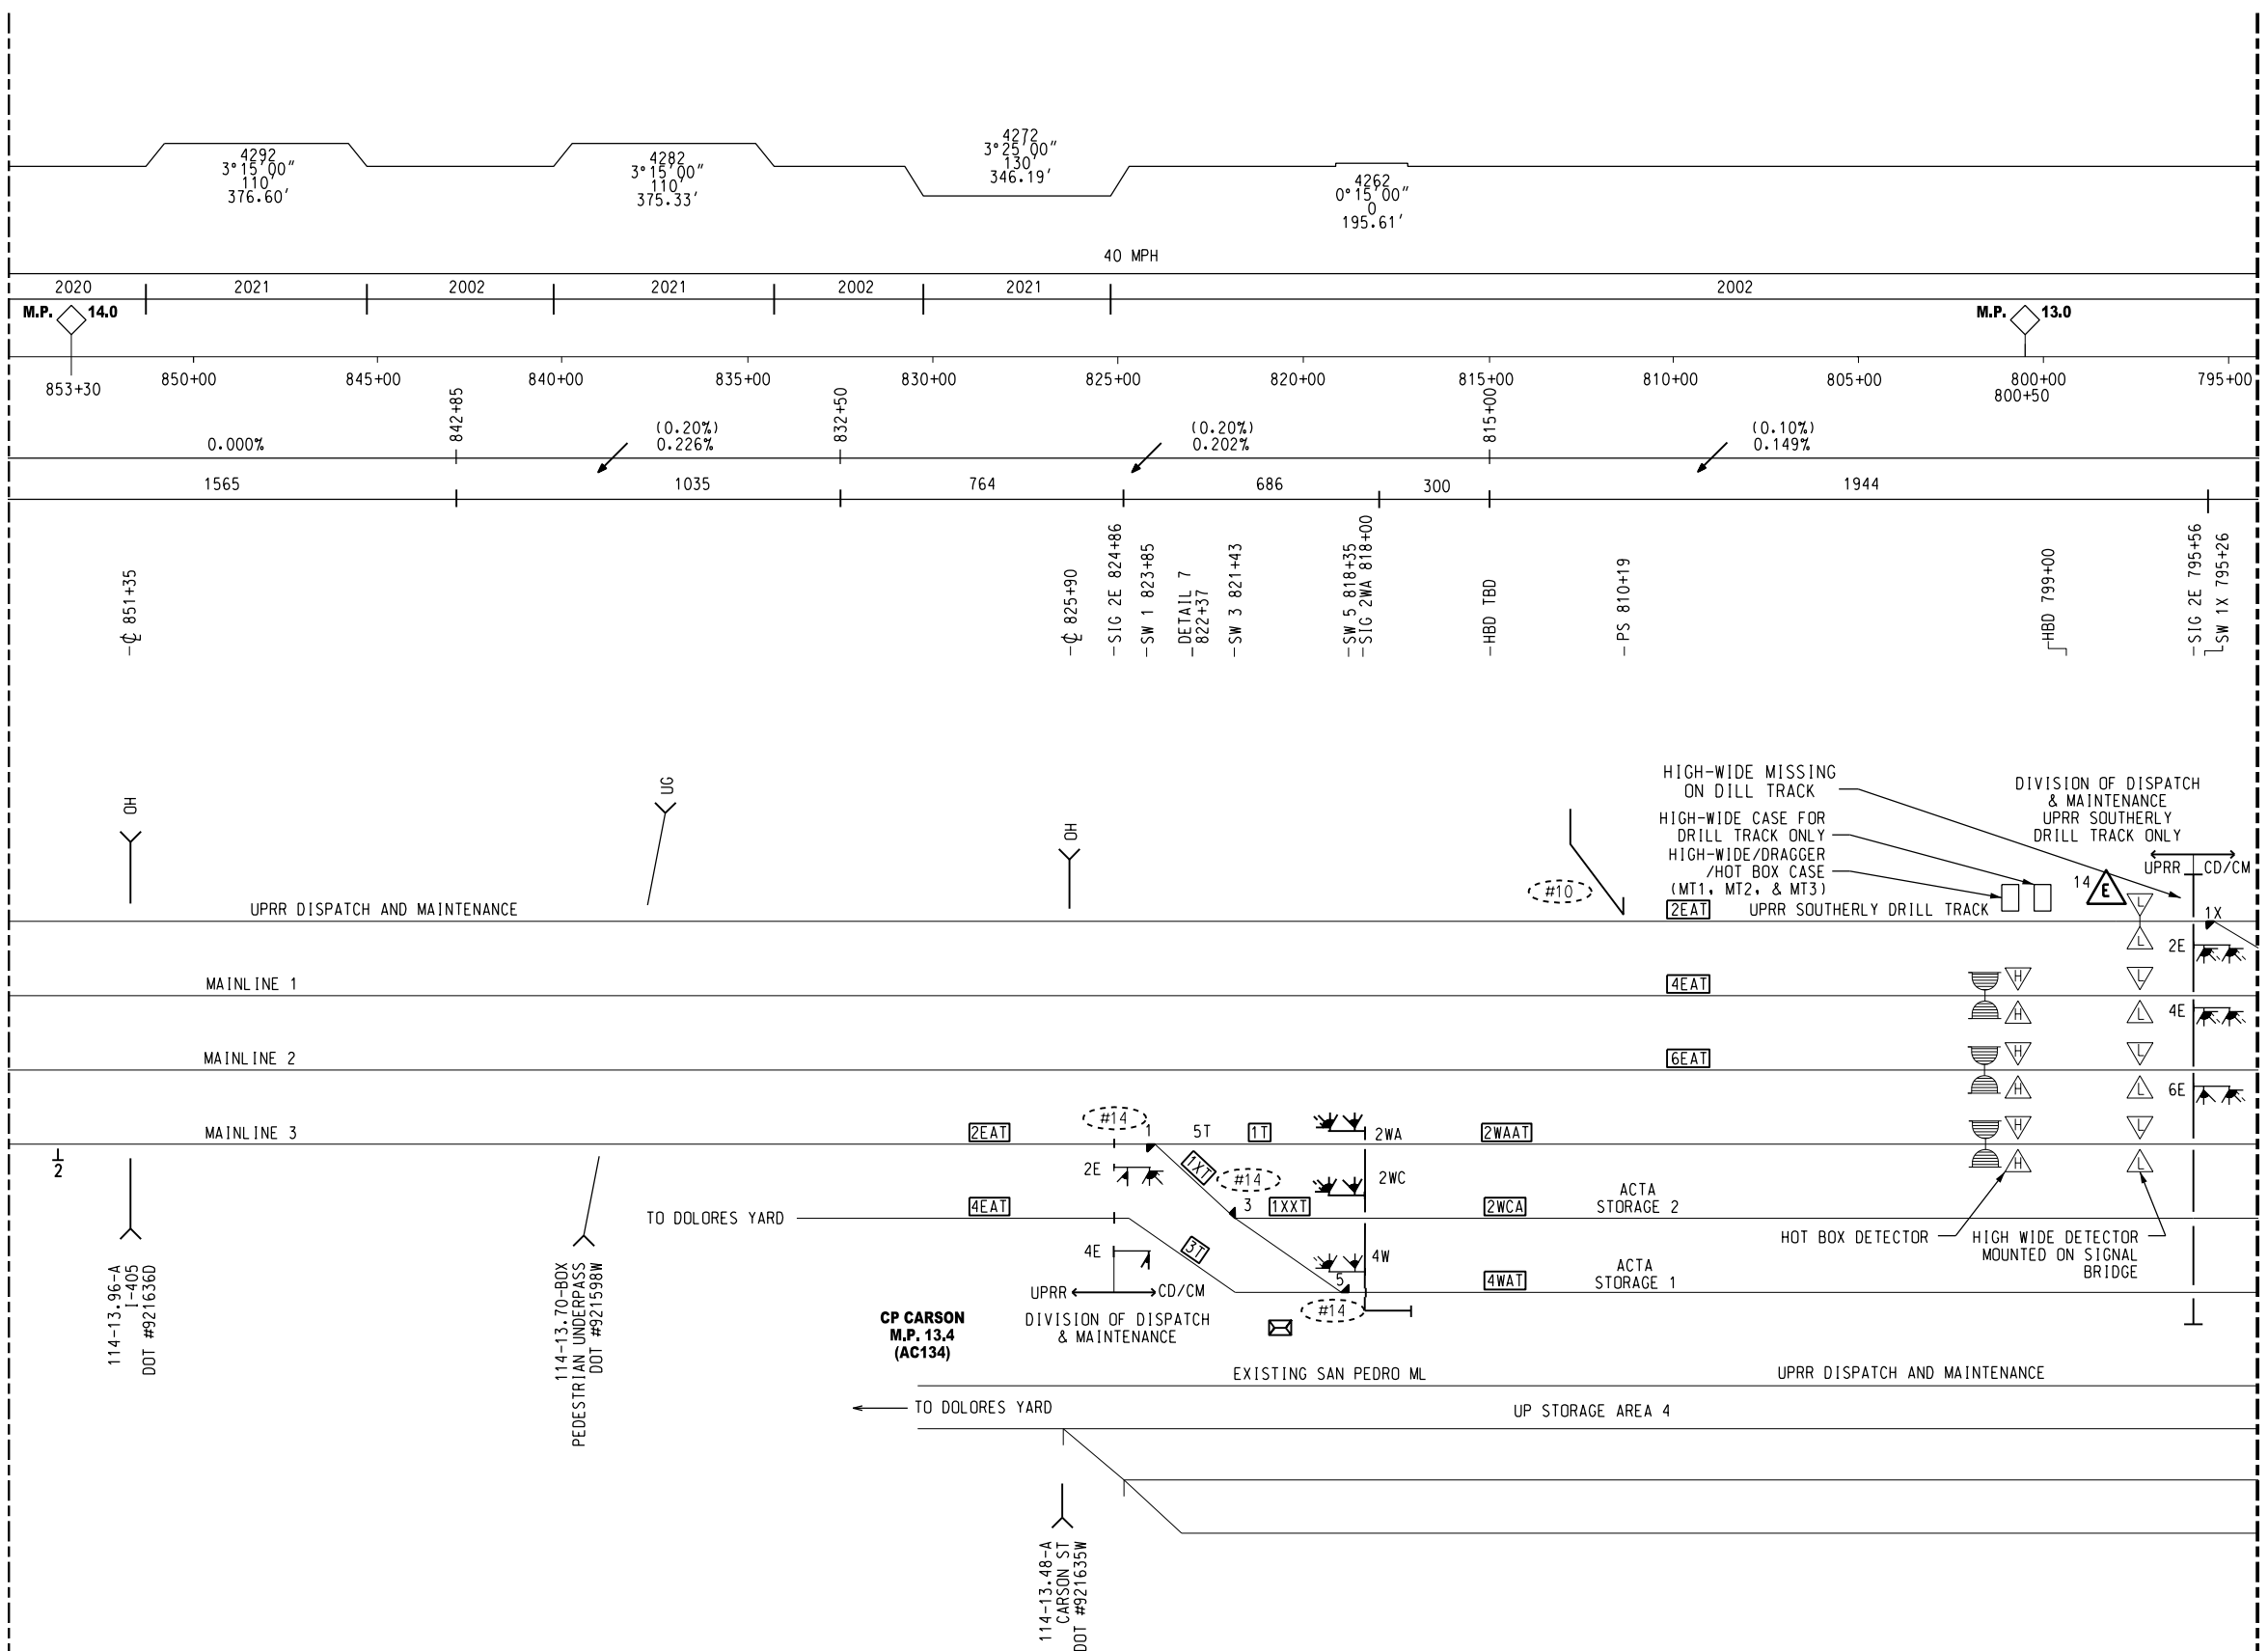 4292
3°15'00"
110'
376.60'
4282
3°15'00"
110'
375.33'
4272
3°25'00"
130'
346.19'
4262
0°15'00"
0
195.61'
40 MPH
2020 2021 2002 2021 2002 2021 2002
M.P. 14.0 M.P. 13.0
853+30 850+00 845+00 840+00 835+00 830+00 825+00 820+00 815+00 810+00 805+00 800+00 795+00
800+50
842+85
832+50
815+00
0.000%
(0.20%)
0.226%
(0.20%)
0.202%
(0.10%)
0.149%
1565 1035 764 686 300 1944
℄ 851+35
℄ 825+90
SIG 2E 824+86
SW 1 823+85
DETAIL 7
822+37
SW 3 821+43
SW 5 818+35
SIG 2WA 818+00
HBD TBD
PS 810+19
HBD 799+00
SIG 2E 795+56
SW 1X 795+26
OH
UG
OH
HIGH-WIDE MISSING
ON DILL TRACK
HIGH-WIDE CASE FOR
DRILL TRACK ONLY
HIGH-WIDE/DRAGGER
/HOT BOX CASE
(MT1, MT2, & MT3)
DIVISION OF DISPATCH
& MAINTENANCE
UPRR SOUTHERLY
DRILL TRACK ONLY
UPRR CD/CM
14 E
#10
UPRR DISPATCH AND MAINTENANCE
2EAT UPRR SOUTHERLY DRILL TRACK
L
1X
L
2E
MAINLINE 1
4EAT
H L
H L
4E
MAINLINE 2
6EAT
H L
H L
6E
MAINLINE 3
2EAT
#14
1
5T
1T
2WA
2WAAT
H L
H L
2
2E
1XT
#14
2WC
4EAT
3
1XXT
2WCA
ACTA
STORAGE 2
TO DOLORES YARD
HOT BOX DETECTOR
HIGH WIDE DETECTOR
MOUNTED ON SIGNAL
BRIDGE
4E
3T
4W
5
4WAT
ACTA
STORAGE 1
UPRR CD/CM
#14
DIVISION OF DISPATCH
& MAINTENANCE
CP CARSON
M.P. 13.4
(AC134)
114-13.96-A
I-405
DOT #921636D
114-13.70-BOX
PEDESTRIAN UNDERPASS
DOT #921598W
EXISTING SAN PEDRO ML
UPRR DISPATCH AND MAINTENANCE
TO DOLORES YARD
UP STORAGE AREA 4
114-13.48-A
CARSON ST
DOT #921635W